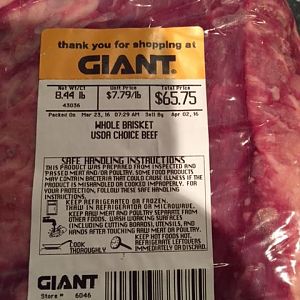 thank you for shopping at
GIANT.
Net Wt/Ct Unit Price Total Price
8.44 lb $7.79/lb $65.75
43036
Packed On Mar 23, 16 07:29 AM Sell By Apr 02, 16
WHOLE BRISKET
USDA CHOICE BEEF
SAFE HANDLING INSTRUCTIONS
THIS PRODUCT WAS PREPARED FROM INSPECTED AND
PASSED MEAT AND/OR POULTRY. SOME FOOD PRODUCTS
MAY CONTAIN BACTERIA THAT COULD CAUSE ILLNESS IF THE
PRODUCT IS MISHANDLED OR COOKED IMPROPERLY. FOR
YOUR PROTECTION, FOLLOW THESE SAFE HANDLING
INSTRUCTIONS.
KEEP REFRIGERATED OR FROZEN.
THAW IN REFRIGERATOR OR MICROWAVE.
KEEP RAW MEAT AND POULTRY SEPARATE FROM
OTHER FOODS. WASH WORKING SURFACES
(INCLUDING CUTTING BOARDS), UTENSILS, AND
HANDS AFTER TOUCHING RAW MEAT OR POULTRY.
COOK THOROUGHLY.
KEEP HOT FOODS HOT.
REFRIGERATE LEFTOVERS
IMMEDIATELY OR DISCARD.
GIANT
Store # 6046